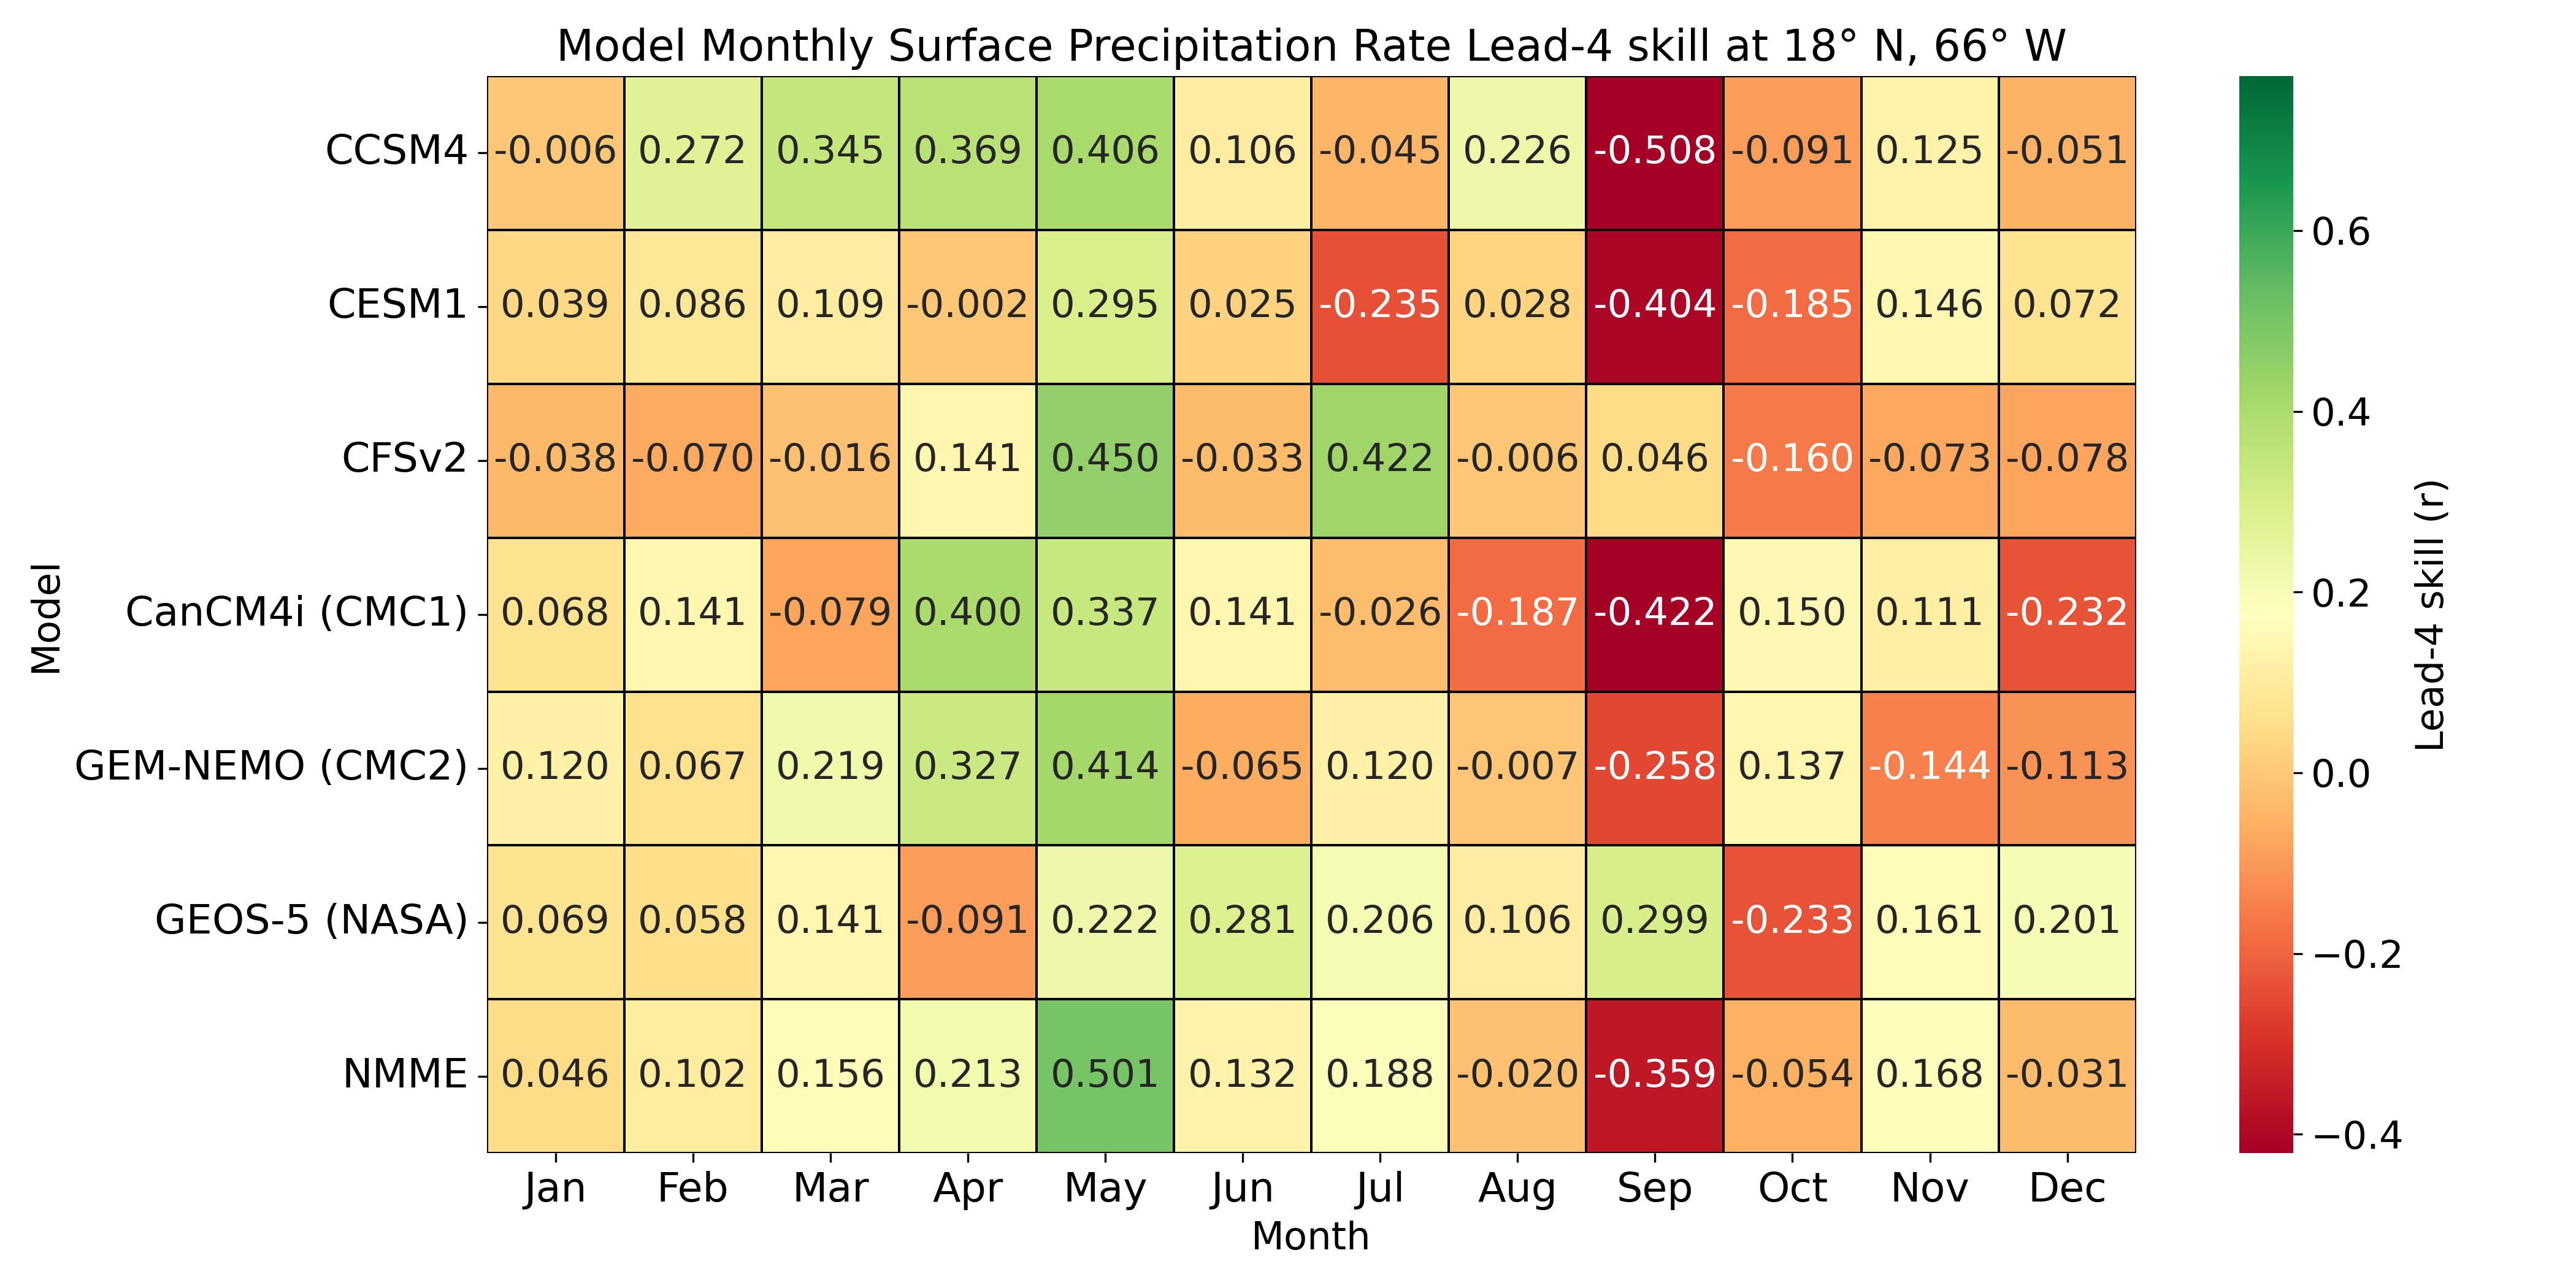 Model Monthly Surface Precipitation Rate Lead-4 skill at 18° N, 66° W
Model
CCSM4 -0.006 0.272 0.345 0.369 0.406 0.106 -0.045 0.226 -0.508 -0.091 0.125 -0.051
CESM1 0.039 0.086 0.109 -0.002 0.295 0.025 -0.235 0.028 -0.404 -0.185 0.146 0.072
CFSv2 -0.038 -0.070 -0.016 0.141 0.450 -0.033 0.422 -0.006 0.046 -0.160 -0.073 -0.078
CanCM4i (CMC1) 0.068 0.141 -0.079 0.400 0.337 0.141 -0.026 -0.187 -0.422 0.150 0.111 -0.232
GEM-NEMO (CMC2) 0.120 0.067 0.219 0.327 0.414 -0.065 0.120 -0.007 -0.258 0.137 -0.144 -0.113
GEOS-5 (NASA) 0.069 0.058 0.141 -0.091 0.222 0.281 0.206 0.106 0.299 -0.233 0.161 0.201
NMME 0.046 0.102 0.156 0.213 0.501 0.132 0.188 -0.020 -0.359 -0.054 0.168 -0.031
Jan Feb Mar Apr May Jun Jul Aug Sep Oct Nov Dec
Month
0.6
0.4
0.2
0.0
−0.2
−0.4
Lead-4 skill (r)